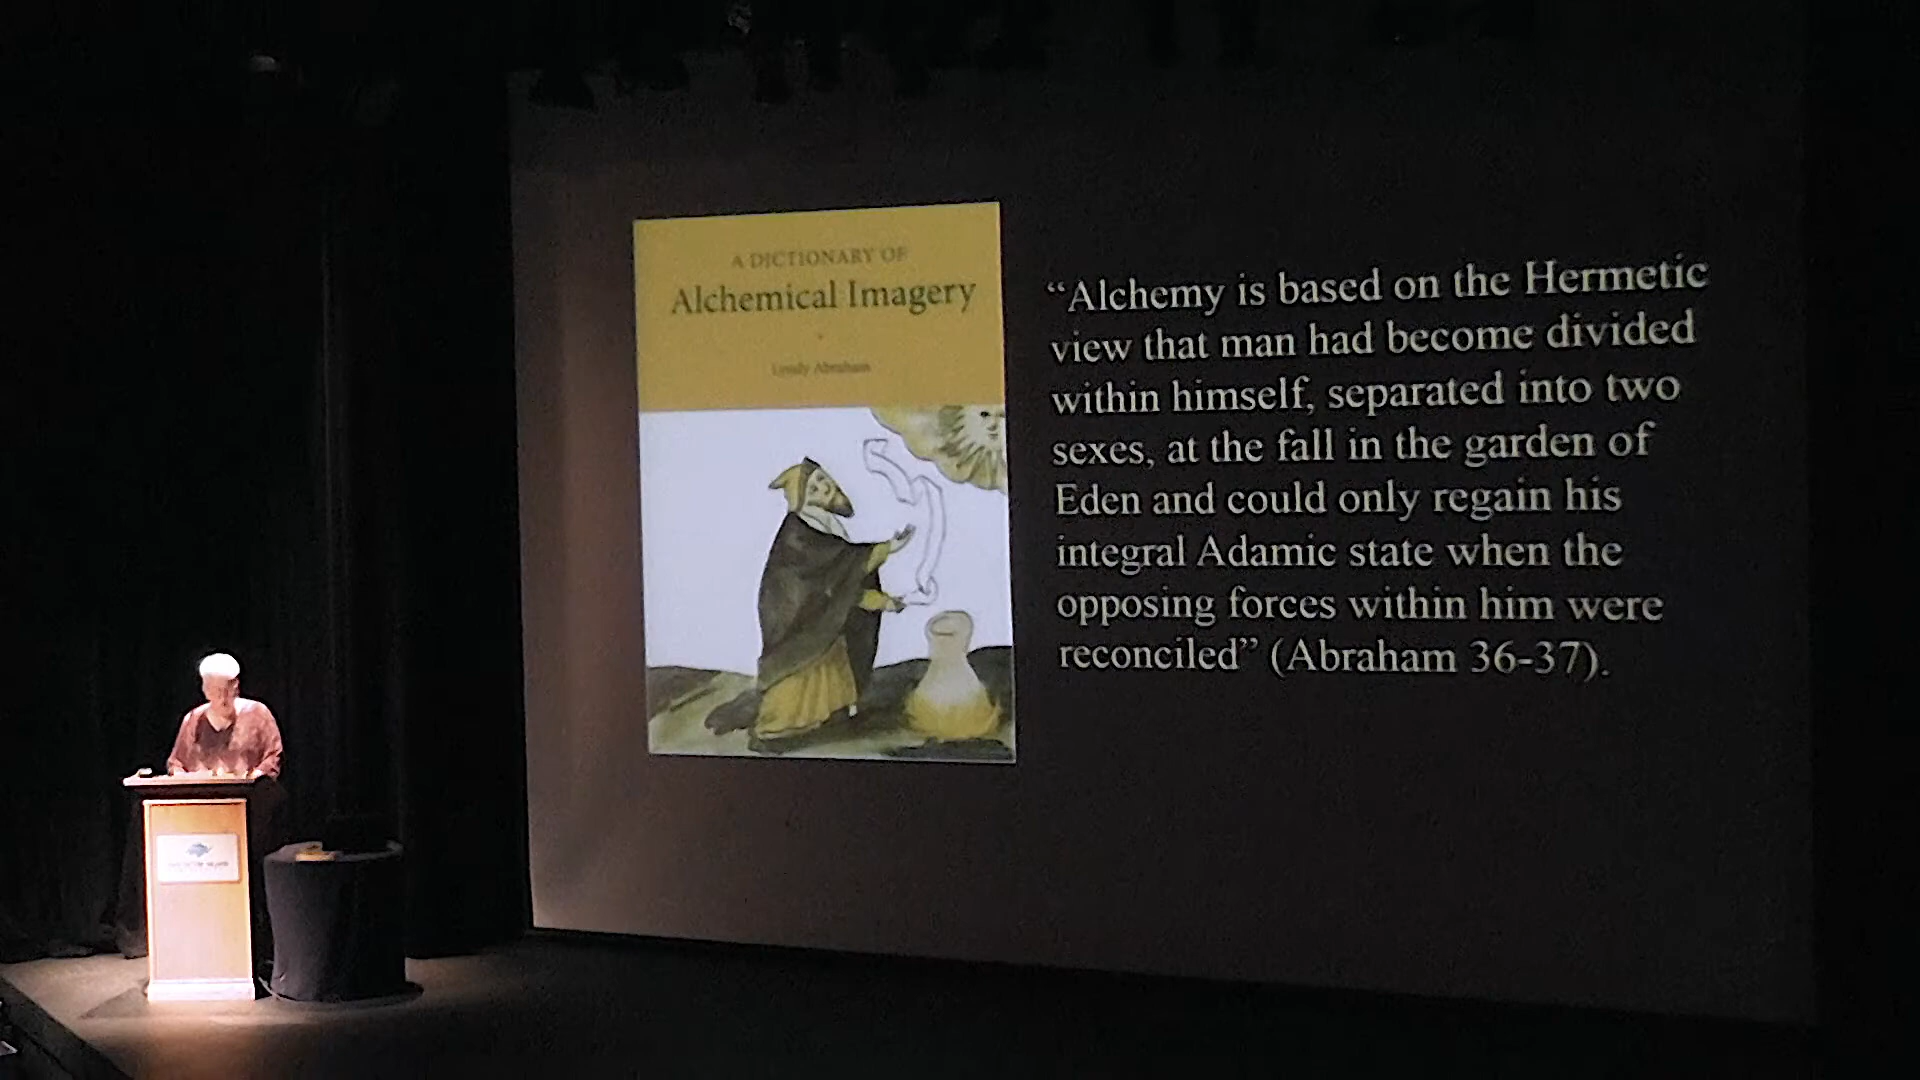 A DICTIONARY OF
Alchemical Imagery
Lyndy Abraham
“Alchemy is based on the Hermetic
view that man had become divided
within himself, separated into two
sexes, at the fall in the garden of
Eden and could only regain his
integral Adamic state when the
opposing forces within him were
reconciled” (Abraham 36-37).